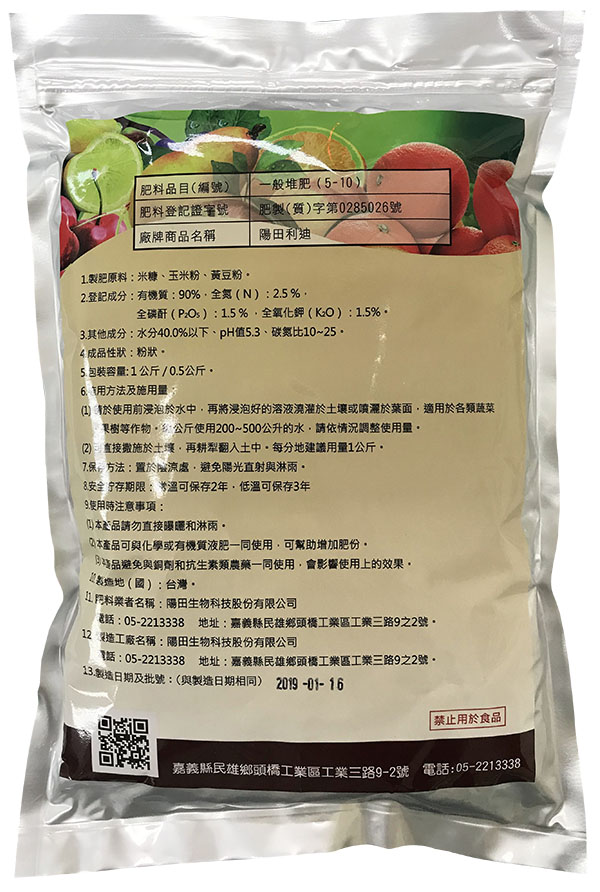 肥料品目(編號) 一般堆肥(5-10)
肥料登記證字號 肥製(質)字第0285026號
廠牌商品名稱 陽田利迪
1.製肥原料：米糠、玉米粉、黃豆粉。
2.登記成分：有機質：90%，全氮(N)：2.5%，
全磷酐(P₂O₅)：1.5%，全氧化鉀(K₂O)：1.5%。
3.其他成分：水分40.0%以下、pH值5.3、碳氮比10~25。
4.成品性狀：粉狀。
5.包裝容量:1公斤/0.5公斤。
6.使用方法及施用量：
(1)請於使用前浸泡於水中，再將浸泡好的溶液澆灌於土壤或噴灑於葉面，適用於各類蔬菜
果樹等作物。每公斤使用200~500公升的水，請依情況調整使用量。
(2)可直接撒施於土壤，再耕犁翻入土中。每分地建議用量1公斤。
7.保存方法：置於陰涼處，避免陽光直射與淋雨。
8.安全貯存期限：常溫可保存2年，低溫可保存3年
9.使用時注意事項：
(1)本產品請勿直接曝曬和淋雨。
(2)本產品可與化學或有機質液肥一同使用，可幫助增加肥份。
(3)本產品避免與銅劑和抗生素類農藥一同使用，會影響使用上的效果。
10.製造地(國)：台灣。
11.肥料業者名稱：陽田生物科技股份有限公司
電話：05-2213338 地址：嘉義縣民雄鄉頭橋工業區工業三路9之2號。
12.製造工廠名稱：陽田生物科技股份有限公司
電話：05-2213338 地址：嘉義縣民雄鄉頭橋工業區工業三路9之2號。
13.製造日期及批號：(與製造日期相同) 2019-01-16
禁止用於食品
嘉義縣民雄鄉頭橋工業區工業三路9-2號 電話:05-2213338